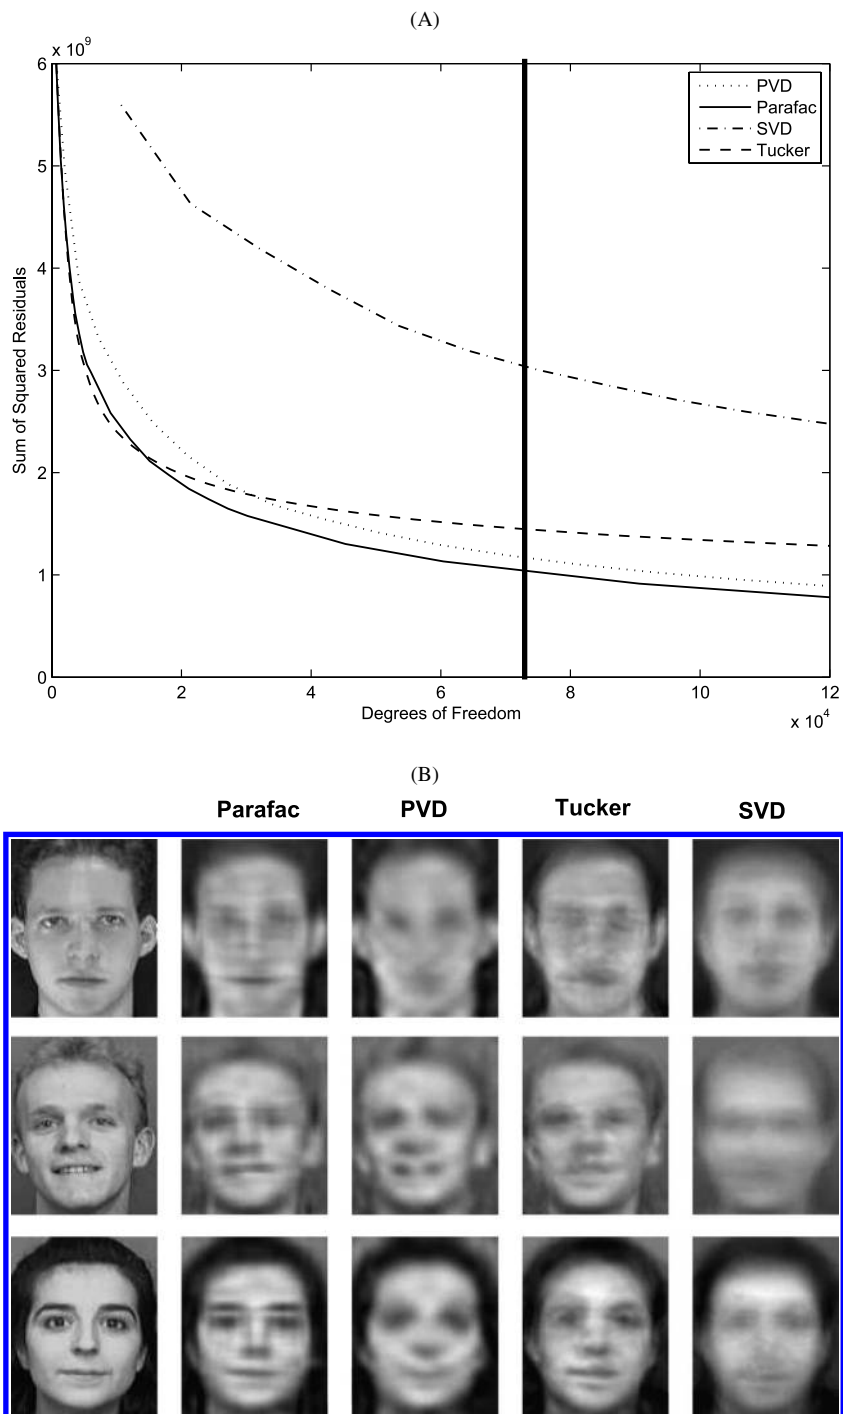 (A)
x 10^9
6
5
4
3
2
1
0
Sum of Squared Residuals
PVD
Parafac
SVD
Tucker
0 2 4 6 8 10 12
Degrees of Freedom
x 10^4
(B)
Parafac PVD Tucker SVD